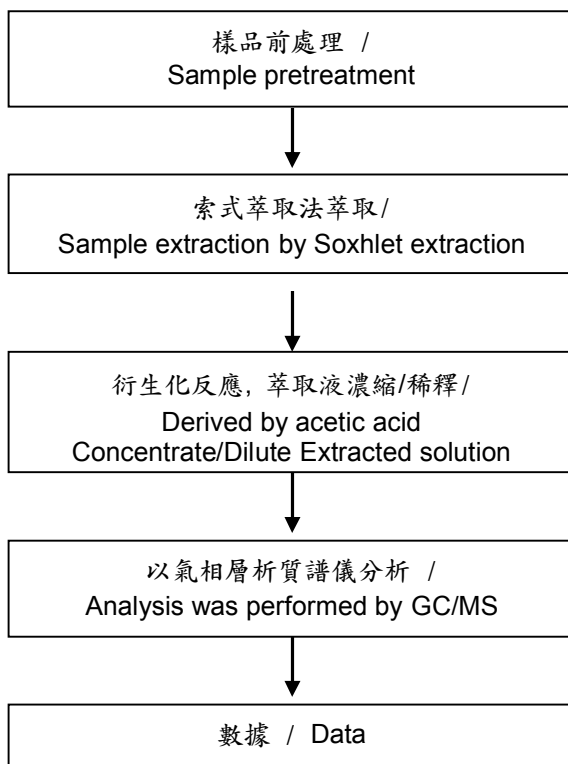 樣品前處理 /
Sample pretreatment
索式萃取法萃取/
Sample extraction by Soxhlet extraction
衍生化反應, 萃取液濃縮/稀釋/
Derived by acetic acid
Concentrate/Dilute Extracted solution
以氣相層析質譜儀分析 /
Analysis was performed by GC/MS
數據 / Data